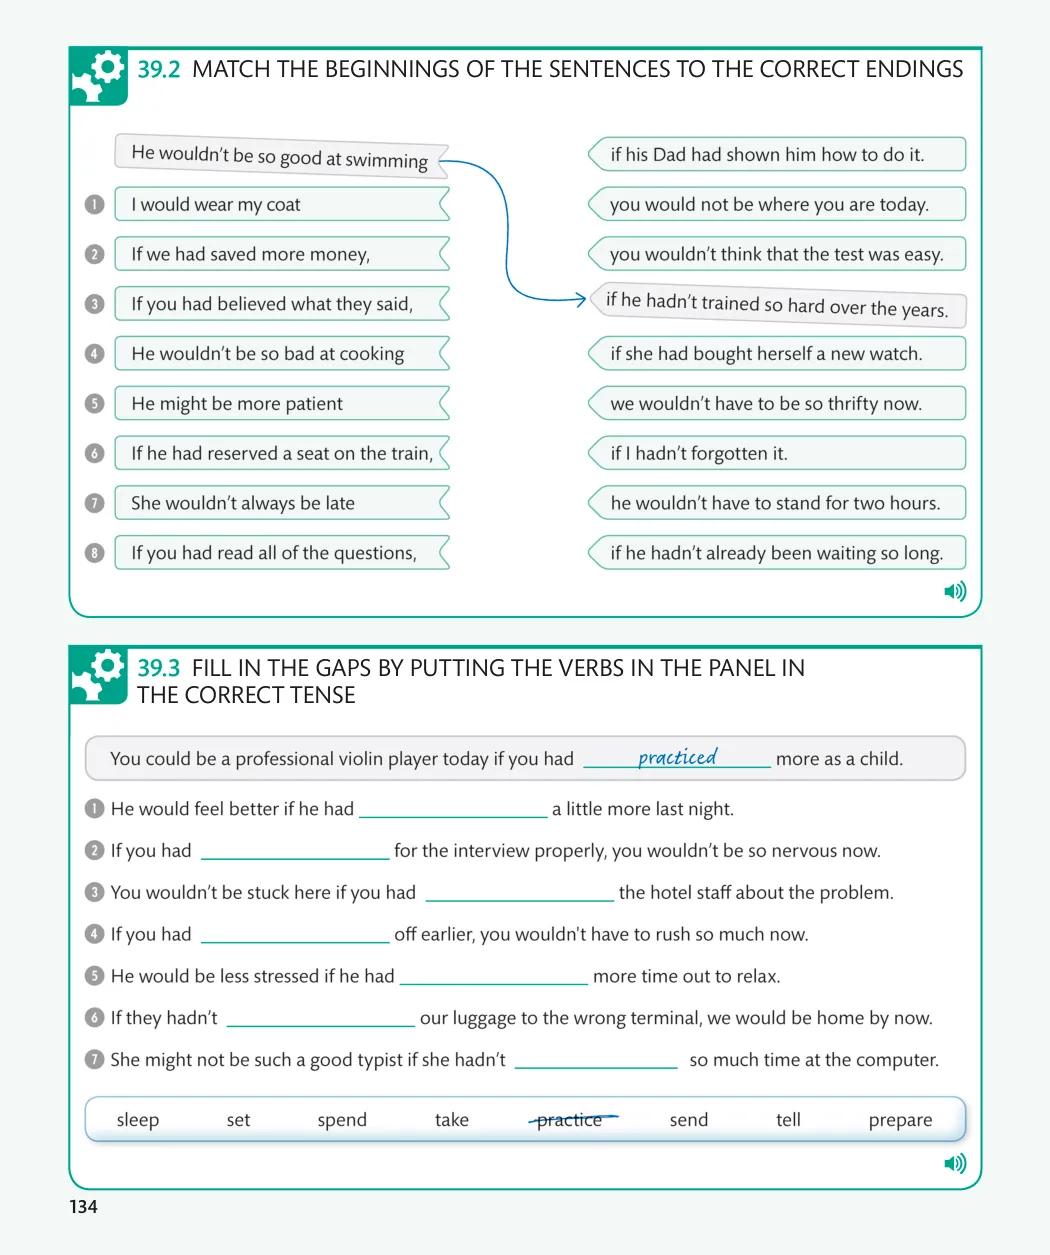 39.2 MATCH THE BEGINNINGS OF THE SENTENCES TO THE CORRECT ENDINGS
He wouldn’t be so good at swimming
if his Dad had shown him how to do it.
1 I would wear my coat
you would not be where you are today.
2 If we had saved more money,
you wouldn’t think that the test was easy.
3 If you had believed what they said,
if he hadn’t trained so hard over the years.
4 He wouldn’t be so bad at cooking
if she had bought herself a new watch.
5 He might be more patient
we wouldn’t have to be so thrifty now.
6 If he had reserved a seat on the train,
if I hadn’t forgotten it.
7 She wouldn’t always be late
he wouldn’t have to stand for two hours.
8 If you had read all of the questions,
if he hadn’t already been waiting so long.
39.3 FILL IN THE GAPS BY PUTTING THE VERBS IN THE PANEL IN
THE CORRECT TENSE
You could be a professional violin player today if you had practiced more as a child.
1 He would feel better if he had ____ a little more last night.
2 If you had ____ for the interview properly, you wouldn’t be so nervous now.
3 You wouldn’t be stuck here if you had ____ the hotel staff about the problem.
4 If you had ____ off earlier, you wouldn't have to rush so much now.
5 He would be less stressed if he had ____ more time out to relax.
6 If they hadn’t ____ our luggage to the wrong terminal, we would be home by now.
7 She might not be such a good typist if she hadn’t ____ so much time at the computer.
sleep set spend take practice send tell prepare
134